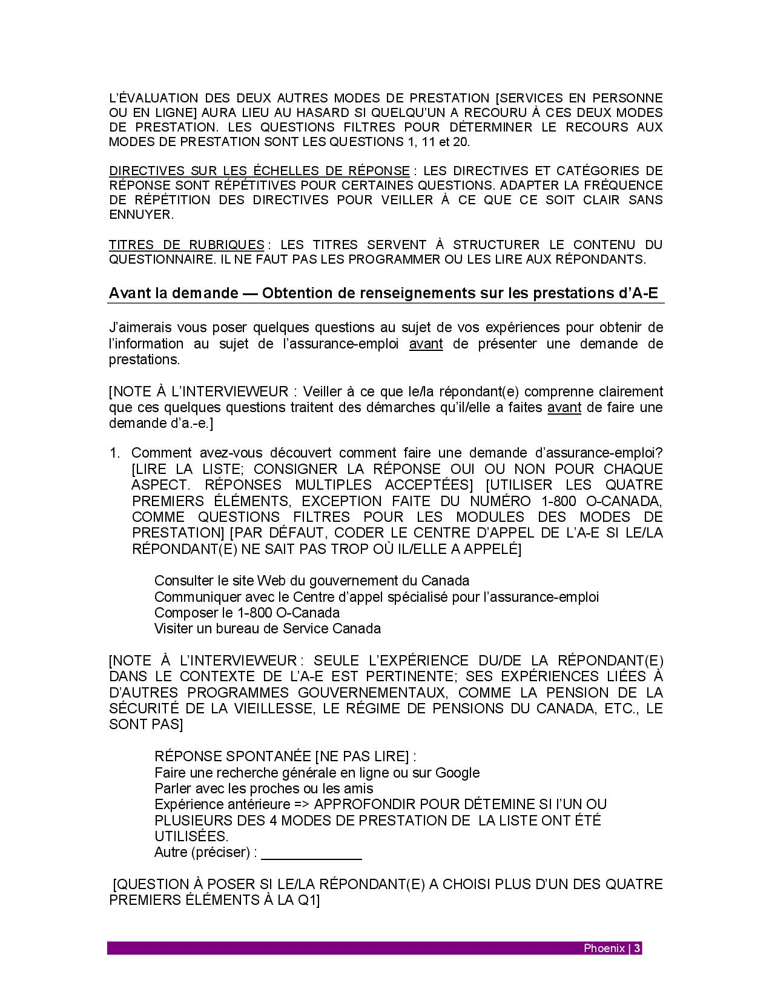 L’ÉVALUATION DES DEUX AUTRES MODES DE PRESTATION [SERVICES EN PERSONNE
OU EN LIGNE] AURA LIEU AU HASARD SI QUELQU’UN A RECOURU À CES DEUX MODES
DE PRESTATION. LES QUESTIONS FILTRES POUR DÉTERMINER LE RECOURS AUX
MODES DE PRESTATION SONT LES QUESTIONS 1, 11 et 20.
DIRECTIVES SUR LES ÉCHELLES DE RÉPONSE : LES DIRECTIVES ET CATÉGORIES DE
RÉPONSE SONT RÉPÉTITIVES POUR CERTAINES QUESTIONS. ADAPTER LA FRÉQUENCE
DE RÉPÉTITION DES DIRECTIVES POUR VEILLER À CE QUE CE SOIT CLAIR SANS
ENNUYER.
TITRES DE RUBRIQUES : LES TITRES SERVENT À STRUCTURER LE CONTENU DU
QUESTIONNAIRE. IL NE FAUT PAS LES PROGRAMMER OU LES LIRE AUX RÉPONDANTS.
Avant la demande — Obtention de renseignements sur les prestations d’A-E
J’aimerais vous poser quelques questions au sujet de vos expériences pour obtenir de
l’information au sujet de l’assurance-emploi avant de présenter une demande de
prestations.
[NOTE À L’INTERVIEWEUR : Veiller à ce que le/la répondant(e) comprenne clairement
que ces quelques questions traitent des démarches qu’il/elle a faites avant de faire une
demande d’a.-e.]
1. Comment avez-vous découvert comment faire une demande d’assurance-emploi?
[LIRE LA LISTE; CONSIGNER LA RÉPONSE OUI OU NON POUR CHAQUE
ASPECT. RÉPONSES MULTIPLES ACCEPTÉES] [UTILISER LES QUATRE
PREMIERS ÉLÉMENTS, EXCEPTION FAITE DU NUMÉRO 1-800 O-CANADA,
COMME QUESTIONS FILTRES POUR LES MODULES DES MODES DE
PRESTATION] [PAR DÉFAUT, CODER LE CENTRE D’APPEL DE L’A-E SI LE/LA
RÉPONDANT(E) NE SAIT PAS TROP OÙ IL/ELLE A APPELÉ]
Consulter le site Web du gouvernement du Canada
Communiquer avec le Centre d’appel spécialisé pour l’assurance-emploi
Composer le 1-800 O-Canada
Visiter un bureau de Service Canada
[NOTE À L’INTERVIEWEUR : SEULE L’EXPÉRIENCE DU/DE LA RÉPONDANT(E)
DANS LE CONTEXTE DE L’A-E EST PERTINENTE; SES EXPÉRIENCES LIÉES À
D’AUTRES PROGRAMMES GOUVERNEMENTAUX, COMME LA PENSION DE LA
SÉCURITÉ DE LA VIEILLESSE, LE RÉGIME DE PENSIONS DU CANADA, ETC., LE
SONT PAS]
RÉPONSE SPONTANÉE [NE PAS LIRE] :
Faire une recherche générale en ligne ou sur Google
Parler avec les proches ou les amis
Expérience antérieure => APPROFONDIR POUR DÉTEMINE SI l’UN OU
PLUSIEURS DES 4 MODES DE PRESTATION DE LA LISTE ONT ÉTÉ
UTILISÉES.
Autre (préciser) : _____________
[QUESTION À POSER SI LE/LA RÉPONDANT(E) A CHOISI PLUS D’UN DES QUATRE
PREMIERS ÉLÉMENTS À LA Q1]
Phoenix | 3